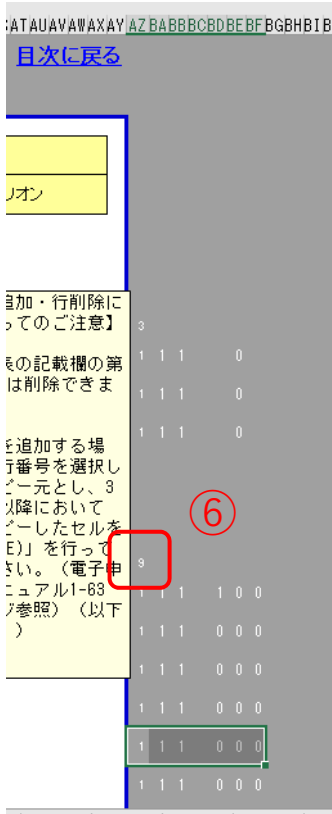 ATAUAVAWAXAYAZBABBBCBDBEBFBGBHBIB
目次に戻る
リオン
追加・行削除に
ってのご注意】
3
表の記載欄の第
1 1 1 0
は削除できま
1 1 1 0
1 1 1 0
を追加する場
行番号を選択し
ピー元とし、3
以降において
ピーしたセルを
⑥
E)」を行って
さい。（電子申
9
ニュアル1-63
1 1 1 1 0 0
ジ参照）（以下
）
1 1 1 0 0 0
1 1 1 0 0 0
1 1 1 0 0 0
1 1 1 0 0 0
1 1 1 0 0 0